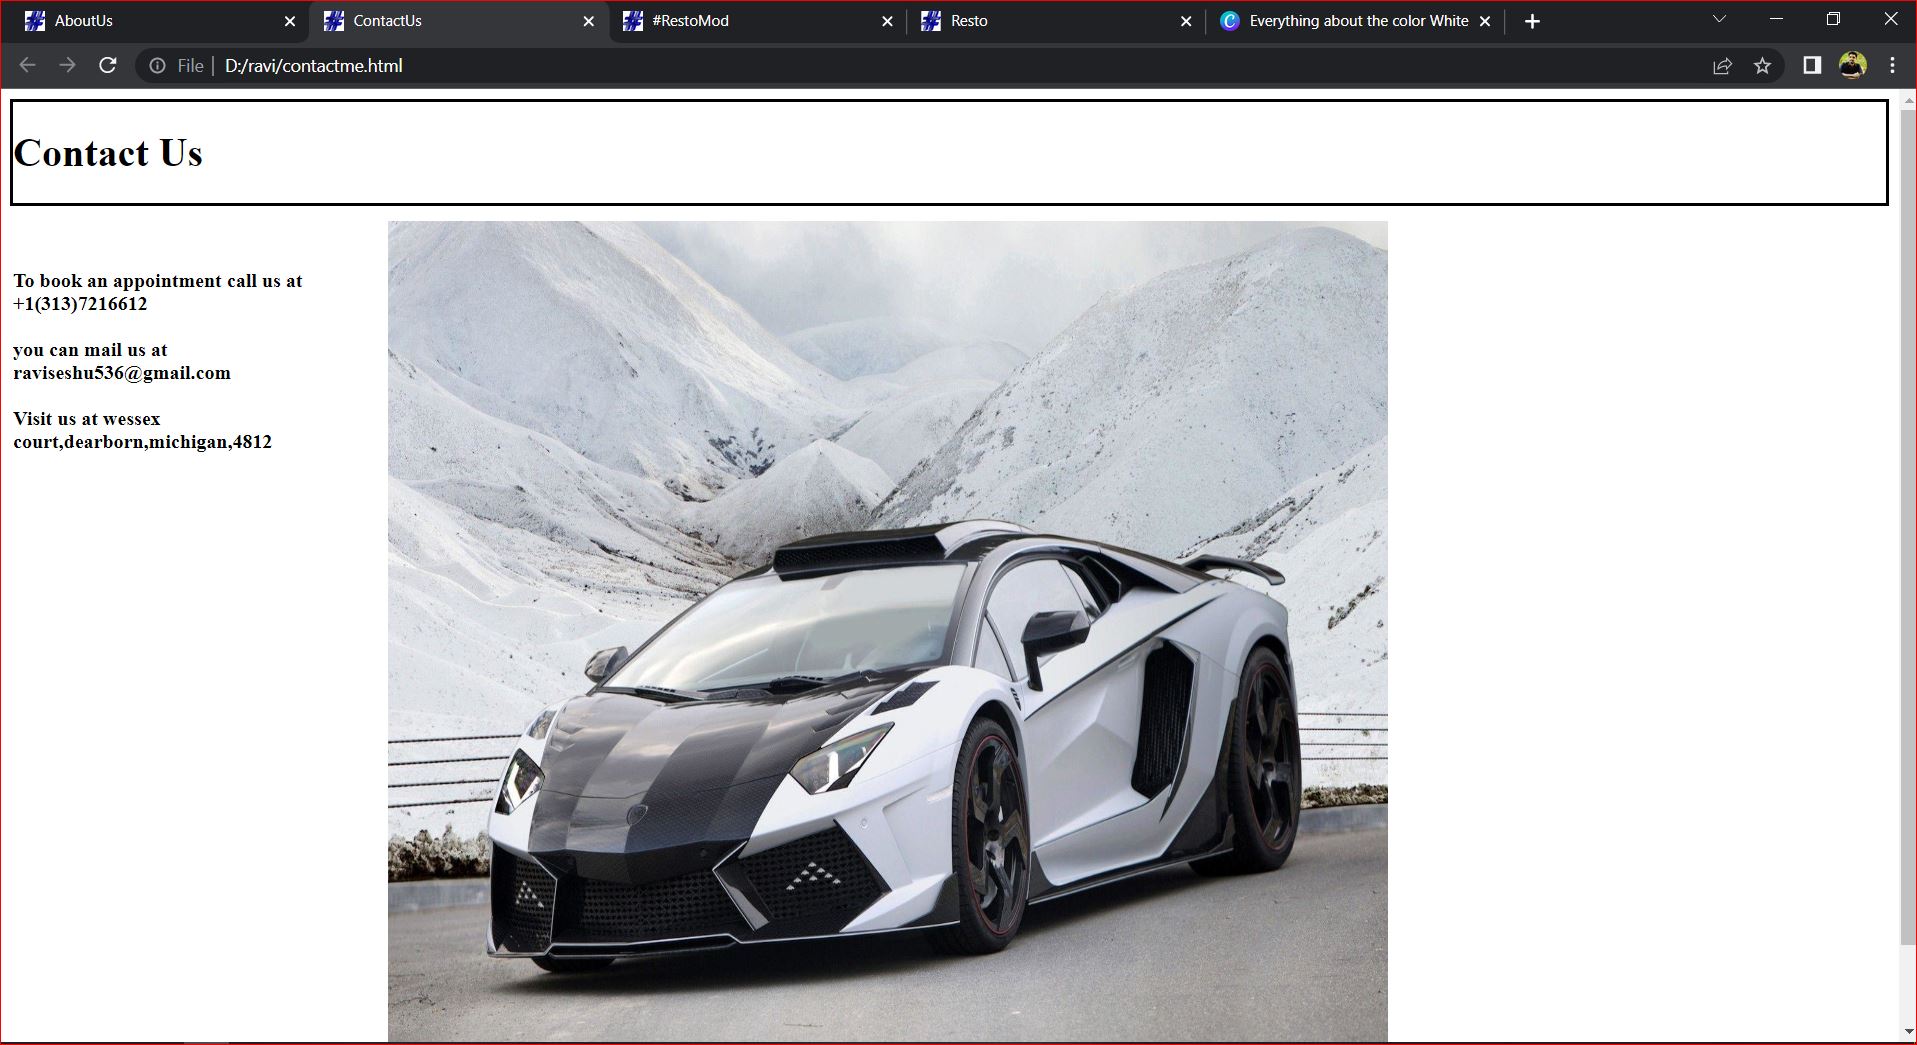 AboutUs
ContactUs
#RestoMod
Resto
Everything about the color White
File
D:/ravi/contactme.html
Contact Us
To book an appointment call us at
+1(313)7216612
you can mail us at
raviseshu536@gmail.com
Visit us at wessex
court,dearborn,michigan,4812